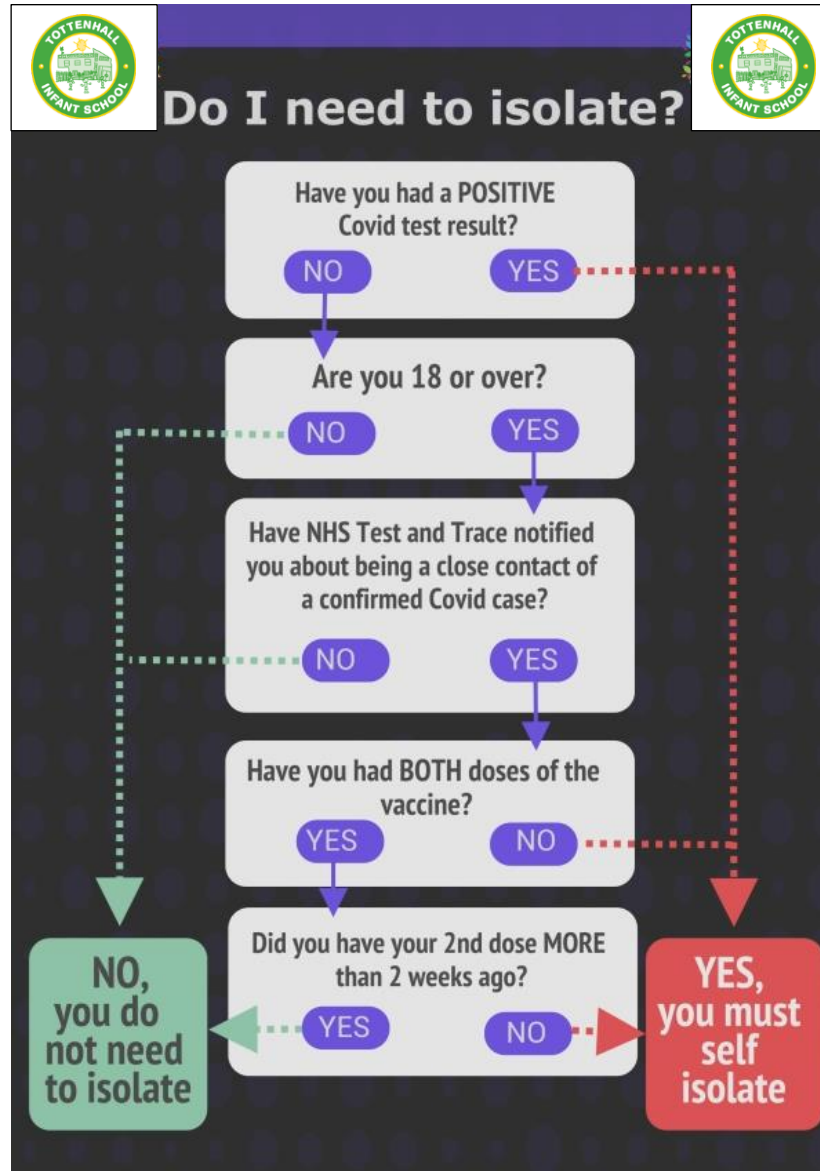 TOTTENHALL
INFANT SCHOOL
TOTTENHALL
INFANT SCHOOL
Do I need to isolate?
Have you had a POSITIVE
Covid test result?
NO
YES
Are you 18 or over?
NO
YES
Have NHS Test and Trace notified
you about being a close contact of
a confirmed Covid case?
NO
YES
Have you had BOTH doses of the
vaccine?
YES
NO
Did you have your 2nd dose MORE
than 2 weeks ago?
YES
NO
NO,
you do
not need
to isolate
YES,
you must
self
isolate